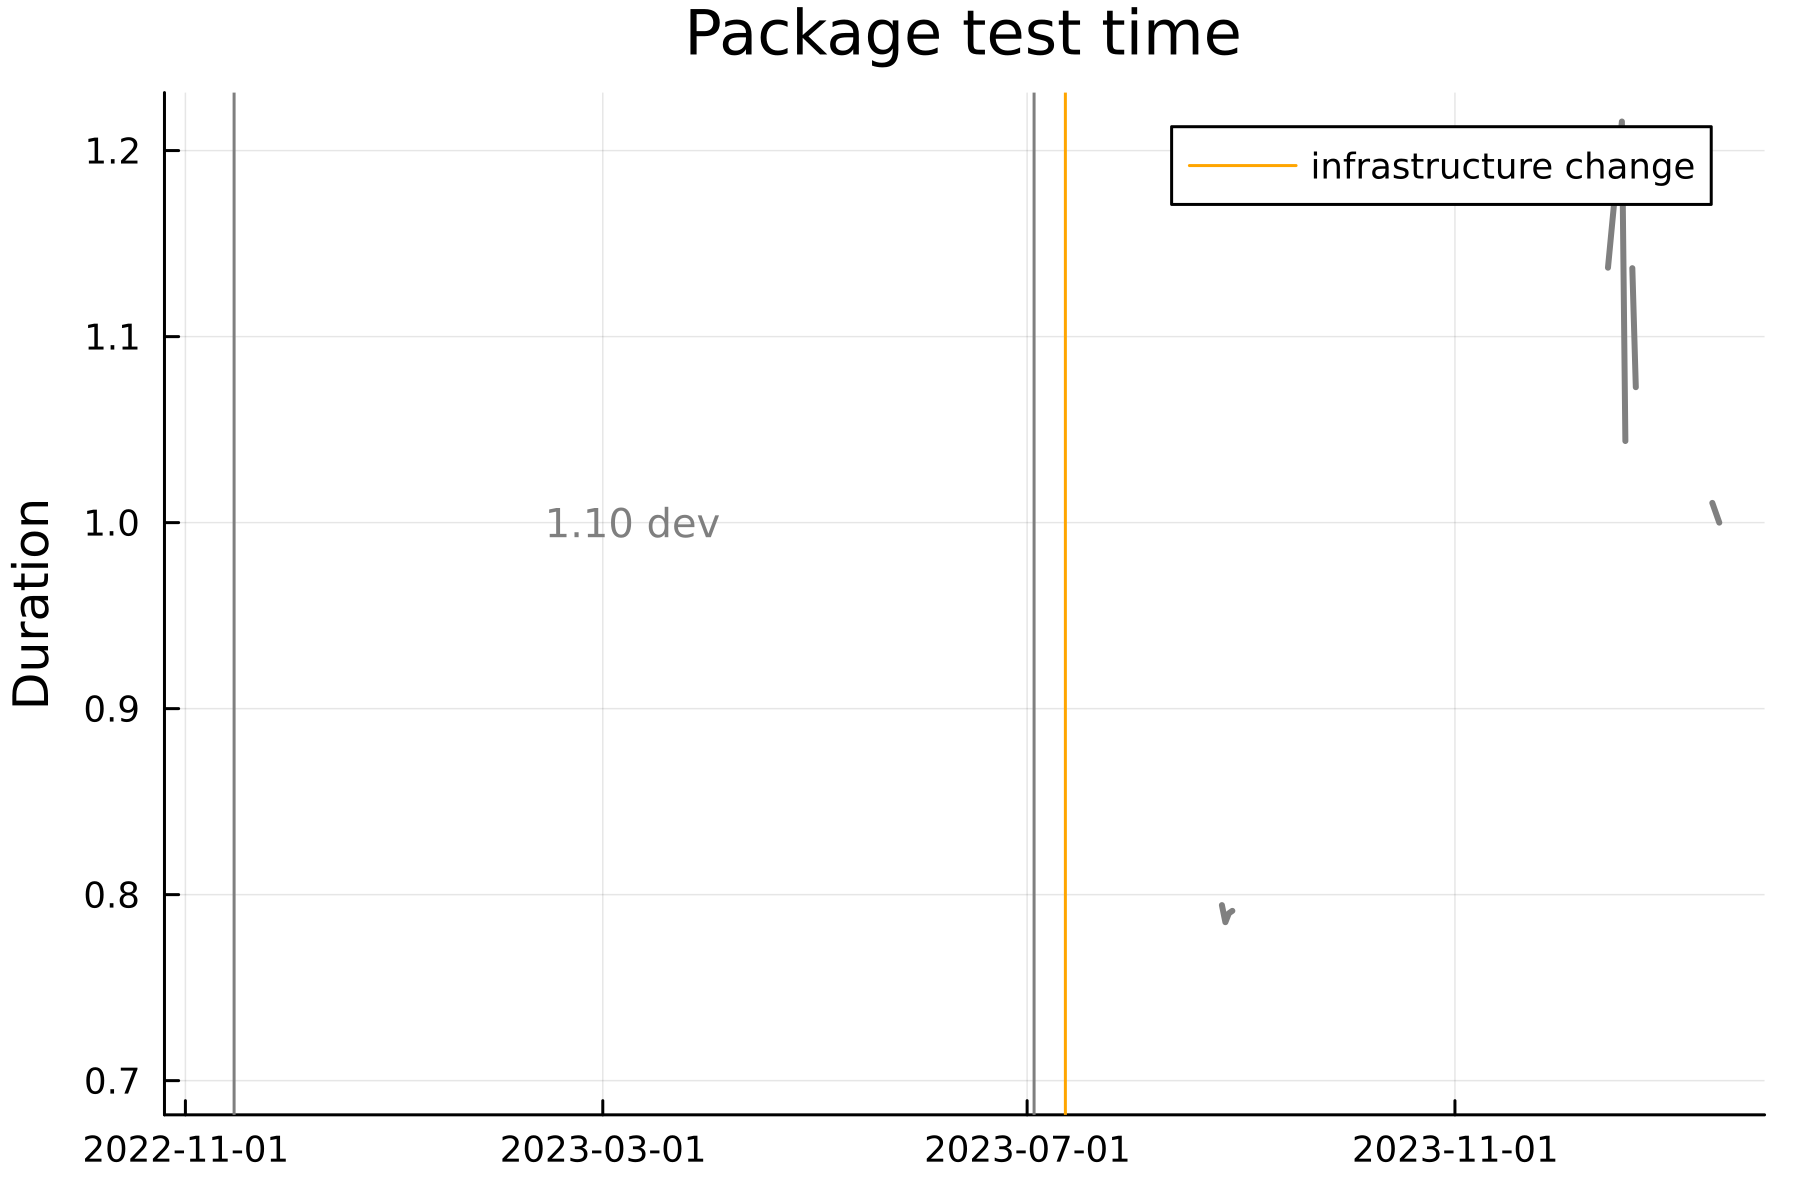 Package test time
infrastructure change
1.2
1.1
1.0
0.9
0.8
0.7
Duration
1.10 dev
2022-11-01
2023-03-01
2023-07-01
2023-11-01